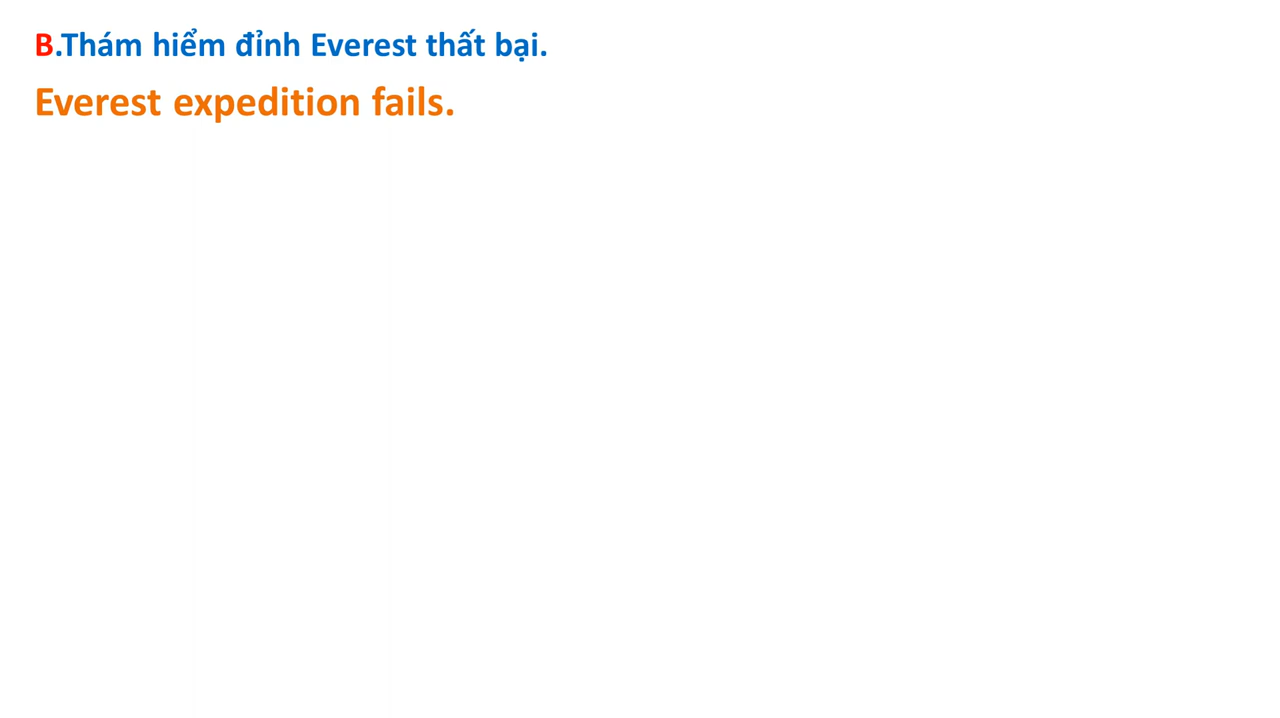 B.Thám hiểm đỉnh Everest thất bại.
Everest expedition fails.